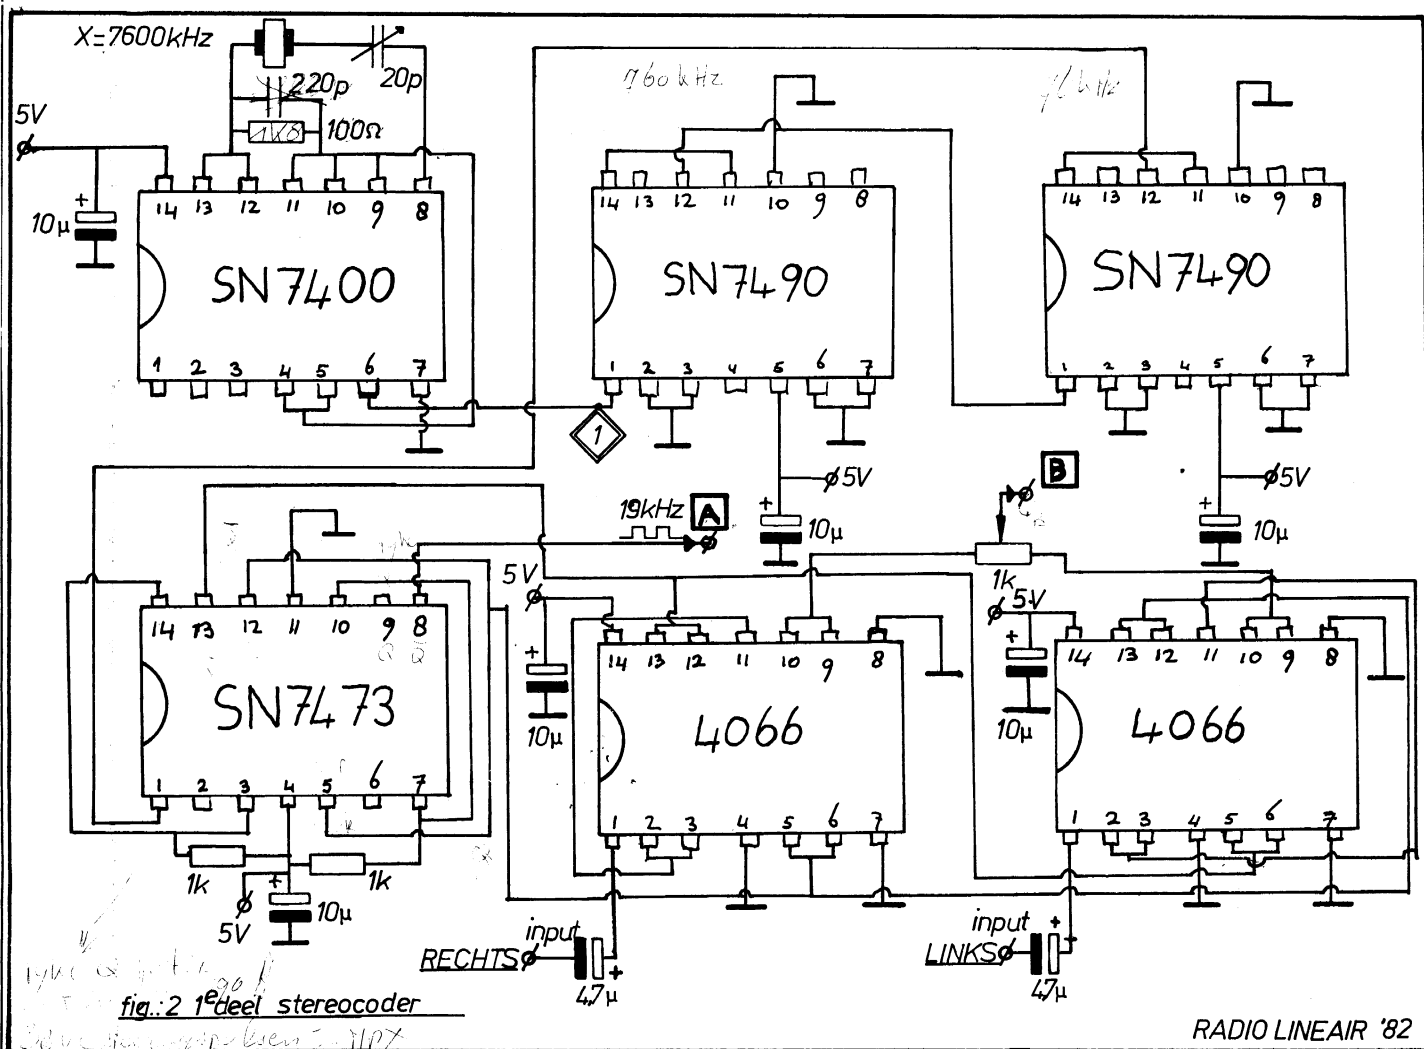 X=7600kHz
220p
20p
760kHz
5V
1K8
100Ω
14 13 12 11 10 9 8
14 13 12 11 10 9 8
14 13 12 11 10 9 8
+
10μ
SN7400
SN7490
SN7490
1 2 3 4 5 6 7
1 2 3 4 5 6 7
1 2 3 4 5 6 7
1
5V
+
10μ
B
5V
+
10μ
19kHz
A
5V
1k
5V
14 13 12 11 10 9 8
Q Q
14 13 12 11 10 9 8
14 13 12 11 10 9 8
+
10μ
+
10μ
SN7473
4066
4066
1 2 3 4 5 6 7
1 2 3 4 5 6 7
1 2 3 4 5 6 7
1k
1k
+
10μ
5V
input
RECHTS
+
4,7μ
input
LINKS
+
+
4,7μ
fig.:2 1e deel stereocoder
RADIO LINEAIR '82